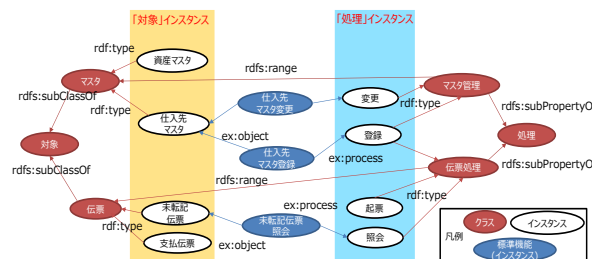 「対象」インスタンス
「処理」インスタンス
rdf:type
資産マスタ
rdfs:range
マスタ
マスタ管理
rdfs:subClassOf
rdf:type
仕入先
マスタ
仕入先
マスタ変更
変更
rdf:type
rdfs:subPropertyO
ex:object
登録
処理
対象
仕入先
マスタ登録
ex:process
伝票処理
rdfs:subClassOf
rdfs:range
rdfs:subPropertyO
伝票
未転記
伝票
ex:process
未転記伝票
照会
起票
rdf:type
照会
rdf:type
支払伝票
ex:object
凡例
クラス
インスタンス
標準機能
(インスタンス)